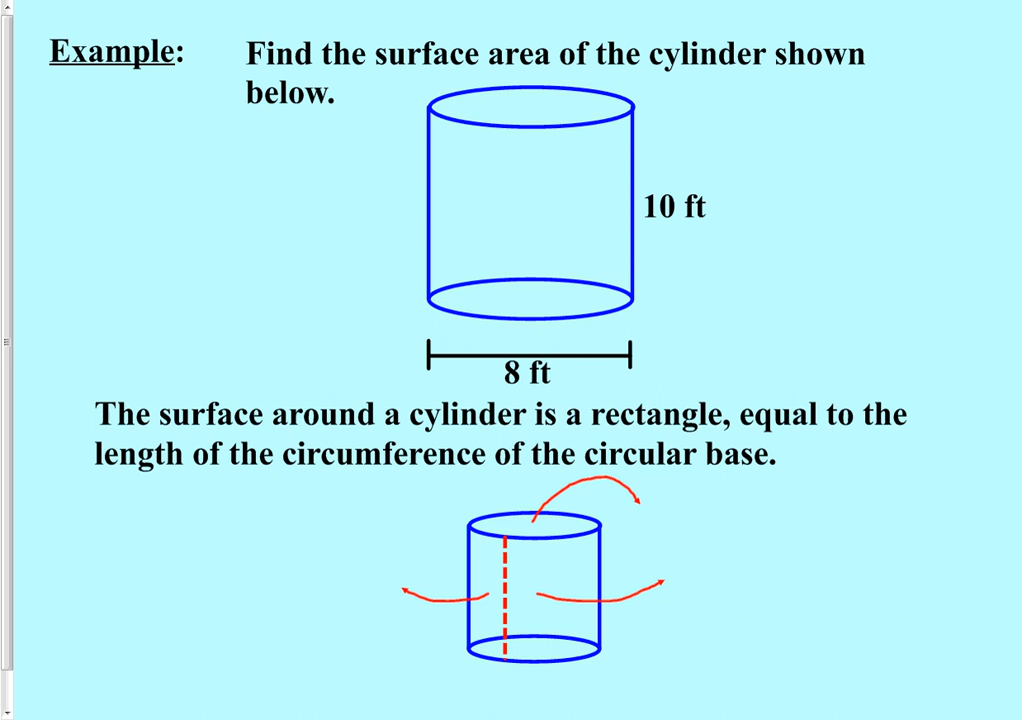 Example: Find the surface area of the cylinder shown
below.
10 ft
8 ft
The surface around a cylinder is a rectangle, equal to the
length of the circumference of the circular base.